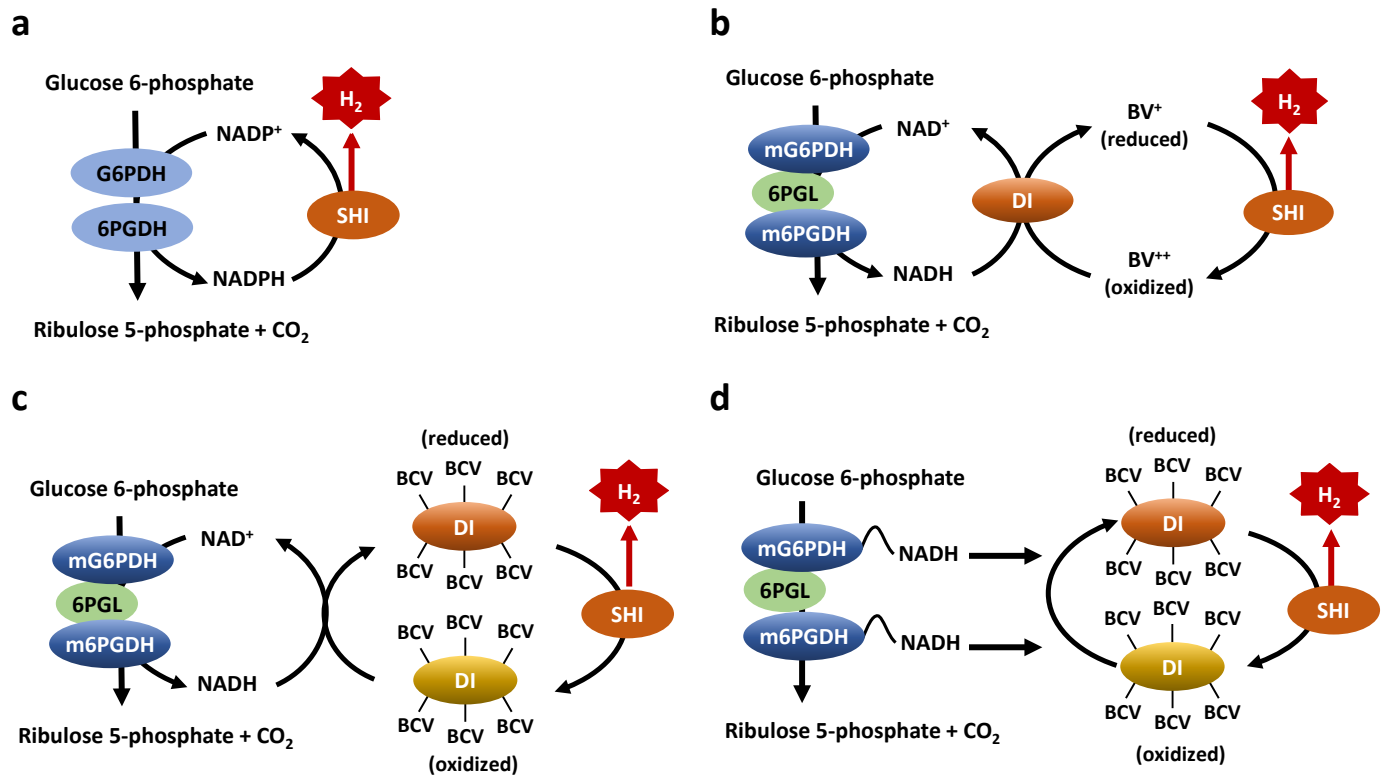 a
Glucose 6-phosphate
H2
NADP+
G6PDH
6PGDH
SHI
NADPH
Ribulose 5-phosphate + CO2
b
Glucose 6-phosphate
H2
NAD+
BV+
(reduced)
mG6PDH
6PGL
m6PGDH
DI
SHI
NADH
BV++
(oxidized)
Ribulose 5-phosphate + CO2
c
(reduced)
BCV BCV BCV
Glucose 6-phosphate
H2
NAD+
DI
mG6PDH
BCV BCV BCV
6PGL
SHI
m6PGDH
BCV BCV BCV
NADH
DI
BCV BCV BCV
Ribulose 5-phosphate + CO2
(oxidized)
d
(reduced)
BCV BCV BCV
Glucose 6-phosphate
H2
DI
mG6PDH
NADH
BCV BCV BCV
6PGL
SHI
m6PGDH
NADH
BCV BCV BCV
DI
BCV BCV BCV
Ribulose 5-phosphate + CO2
(oxidized)